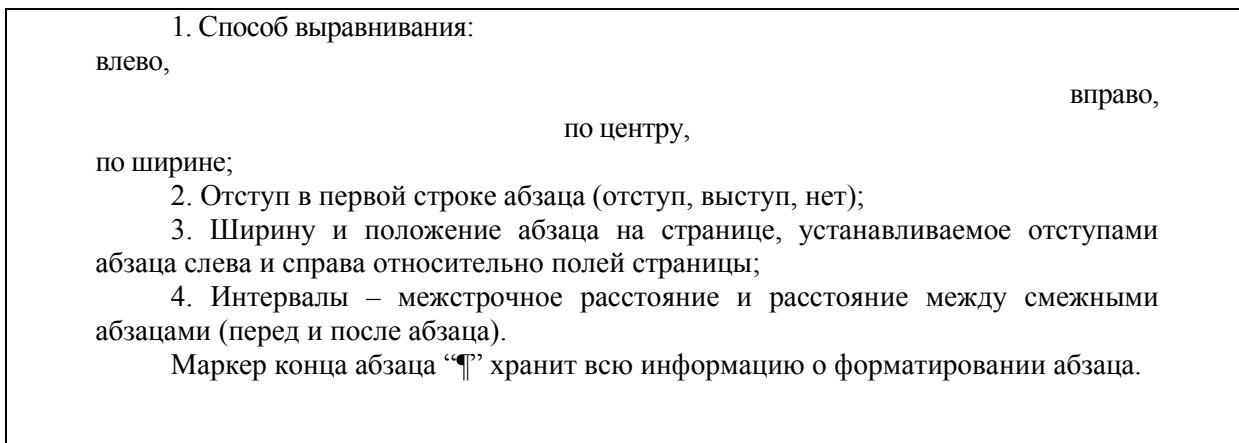 1. Способ выравнивания:
влево,
вправо,
по центру,
по ширине;
2. Отступ в первой строке абзаца (отступ, выступ, нет);
3. Ширину и положение абзаца на странице, устанавливаемое отступами
абзаца слева и справа относительно полей страницы;
4. Интервалы – межстрочное расстояние и расстояние между смежными
абзацами (перед и после абзаца).
Маркер конца абзаца “¶” хранит всю информацию о форматировании абзаца.